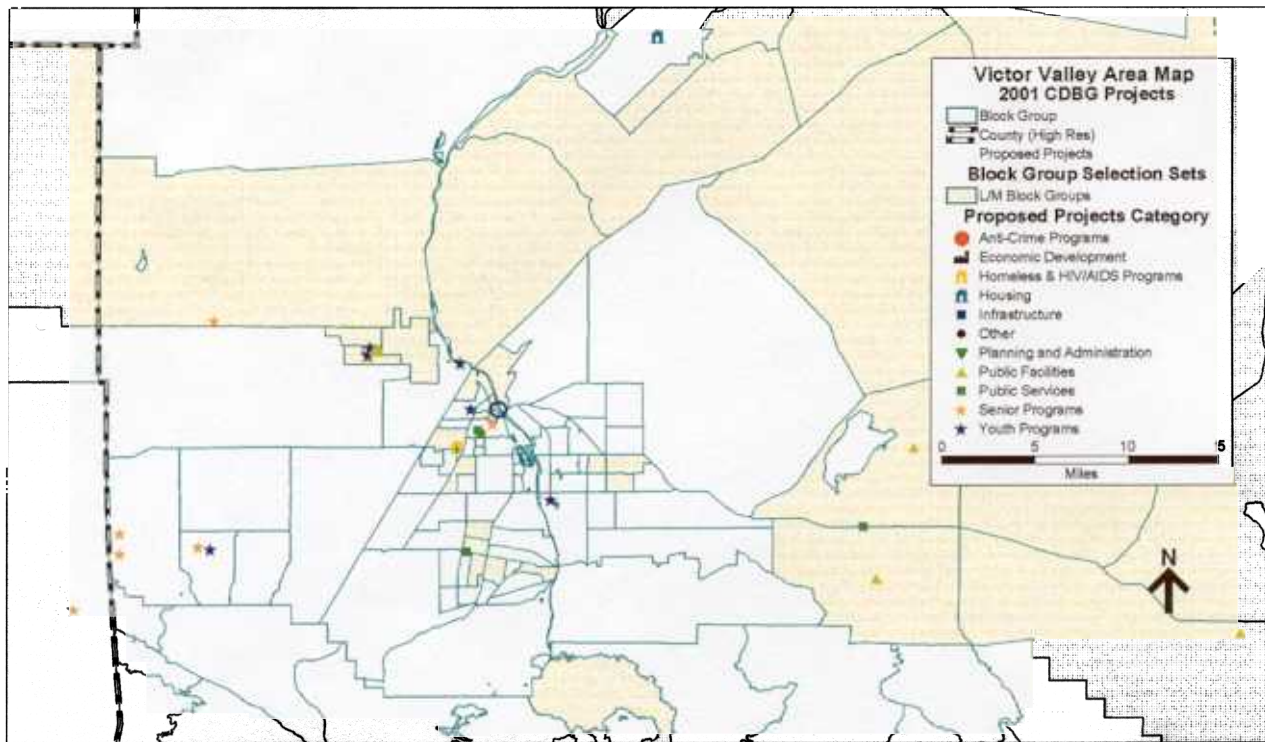 Victor Valley Area Map
2001 CDBG Projects
Block Group
County (High Res)
Proposed Projects
Block Group Selection Sets
L/M Block Groups
Proposed Projects Category
Anti-Crime Programs
Economic Development
Homeless & HIV/AIDS Programs
Housing
Infrastructure
Other
Planning and Administration
Public Facilities
Public Services
Senior Programs
Youth Programs
0 5 10 15
Miles
N